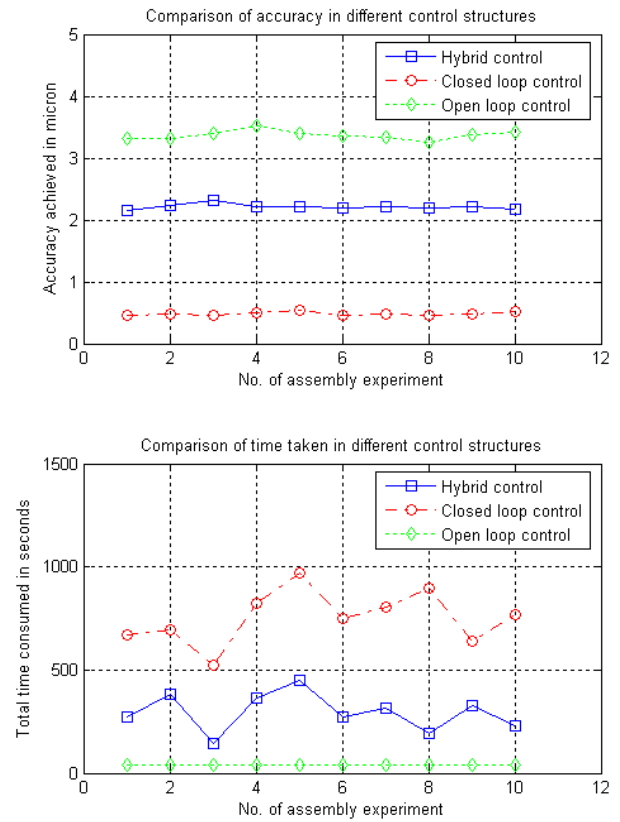 Comparison of accuracy in different control structures
5
4
3
2
1
0
Accuracy achieved in micron
Hybrid control
Closed loop control
Open loop control
0 2 4 6 8 10 12
No. of assembly experiment
Comparison of time taken in different control structures
1500
1000
500
0
Total time consumed in seconds
Hybrid control
Closed loop control
Open loop control
0 2 4 6 8 10 12
No. of assembly experiment